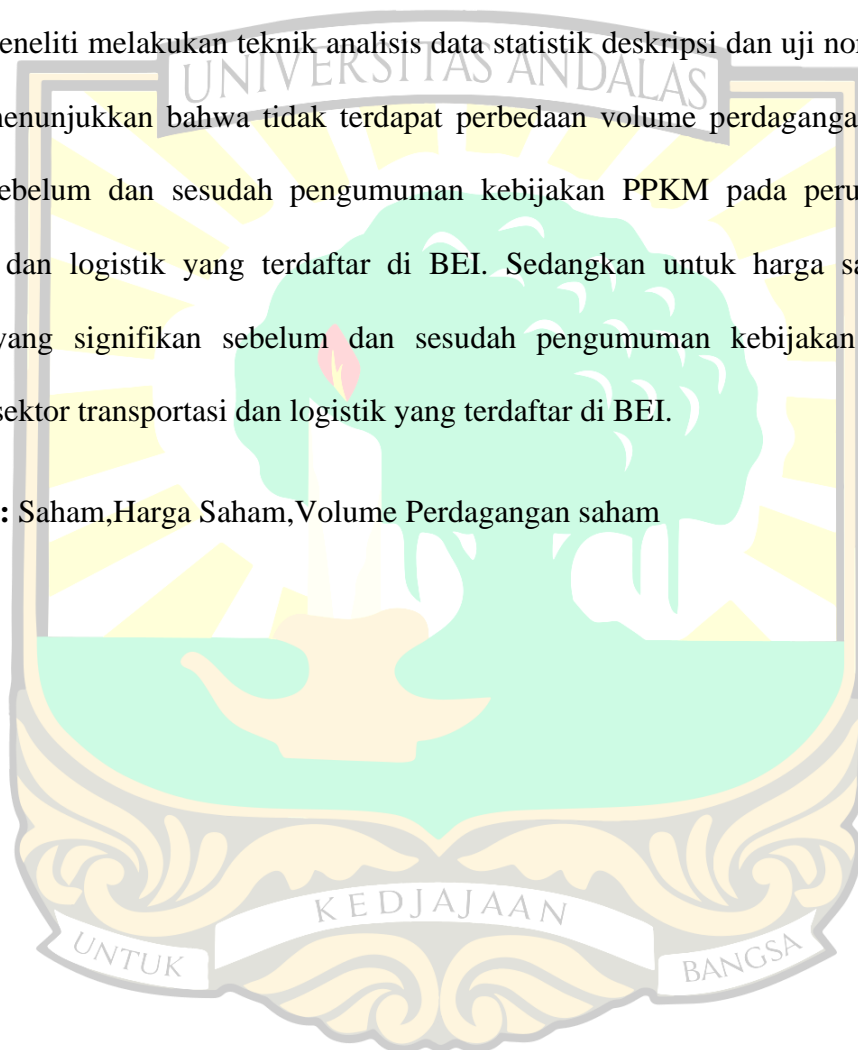 eneliti melakukan teknik analisis data statistik deskripsi dan uji nor
UNIVERSITAS ANDALAS
enunjukkan bahwa tidak terdapat perbedaan volume perdaganga
ebelum dan sesudah pengumuman kebijakan PPKM pada peru
dan logistik yang terdaftar di BEI. Sedangkan untuk harga sa
yang signifikan sebelum dan sesudah pengumuman kebijakan
sektor transportasi dan logistik yang terdaftar di BEI.
: Saham,Harga Saham,Volume Perdagangan saham
KEDJAJAAN
UNTUK BANGSA